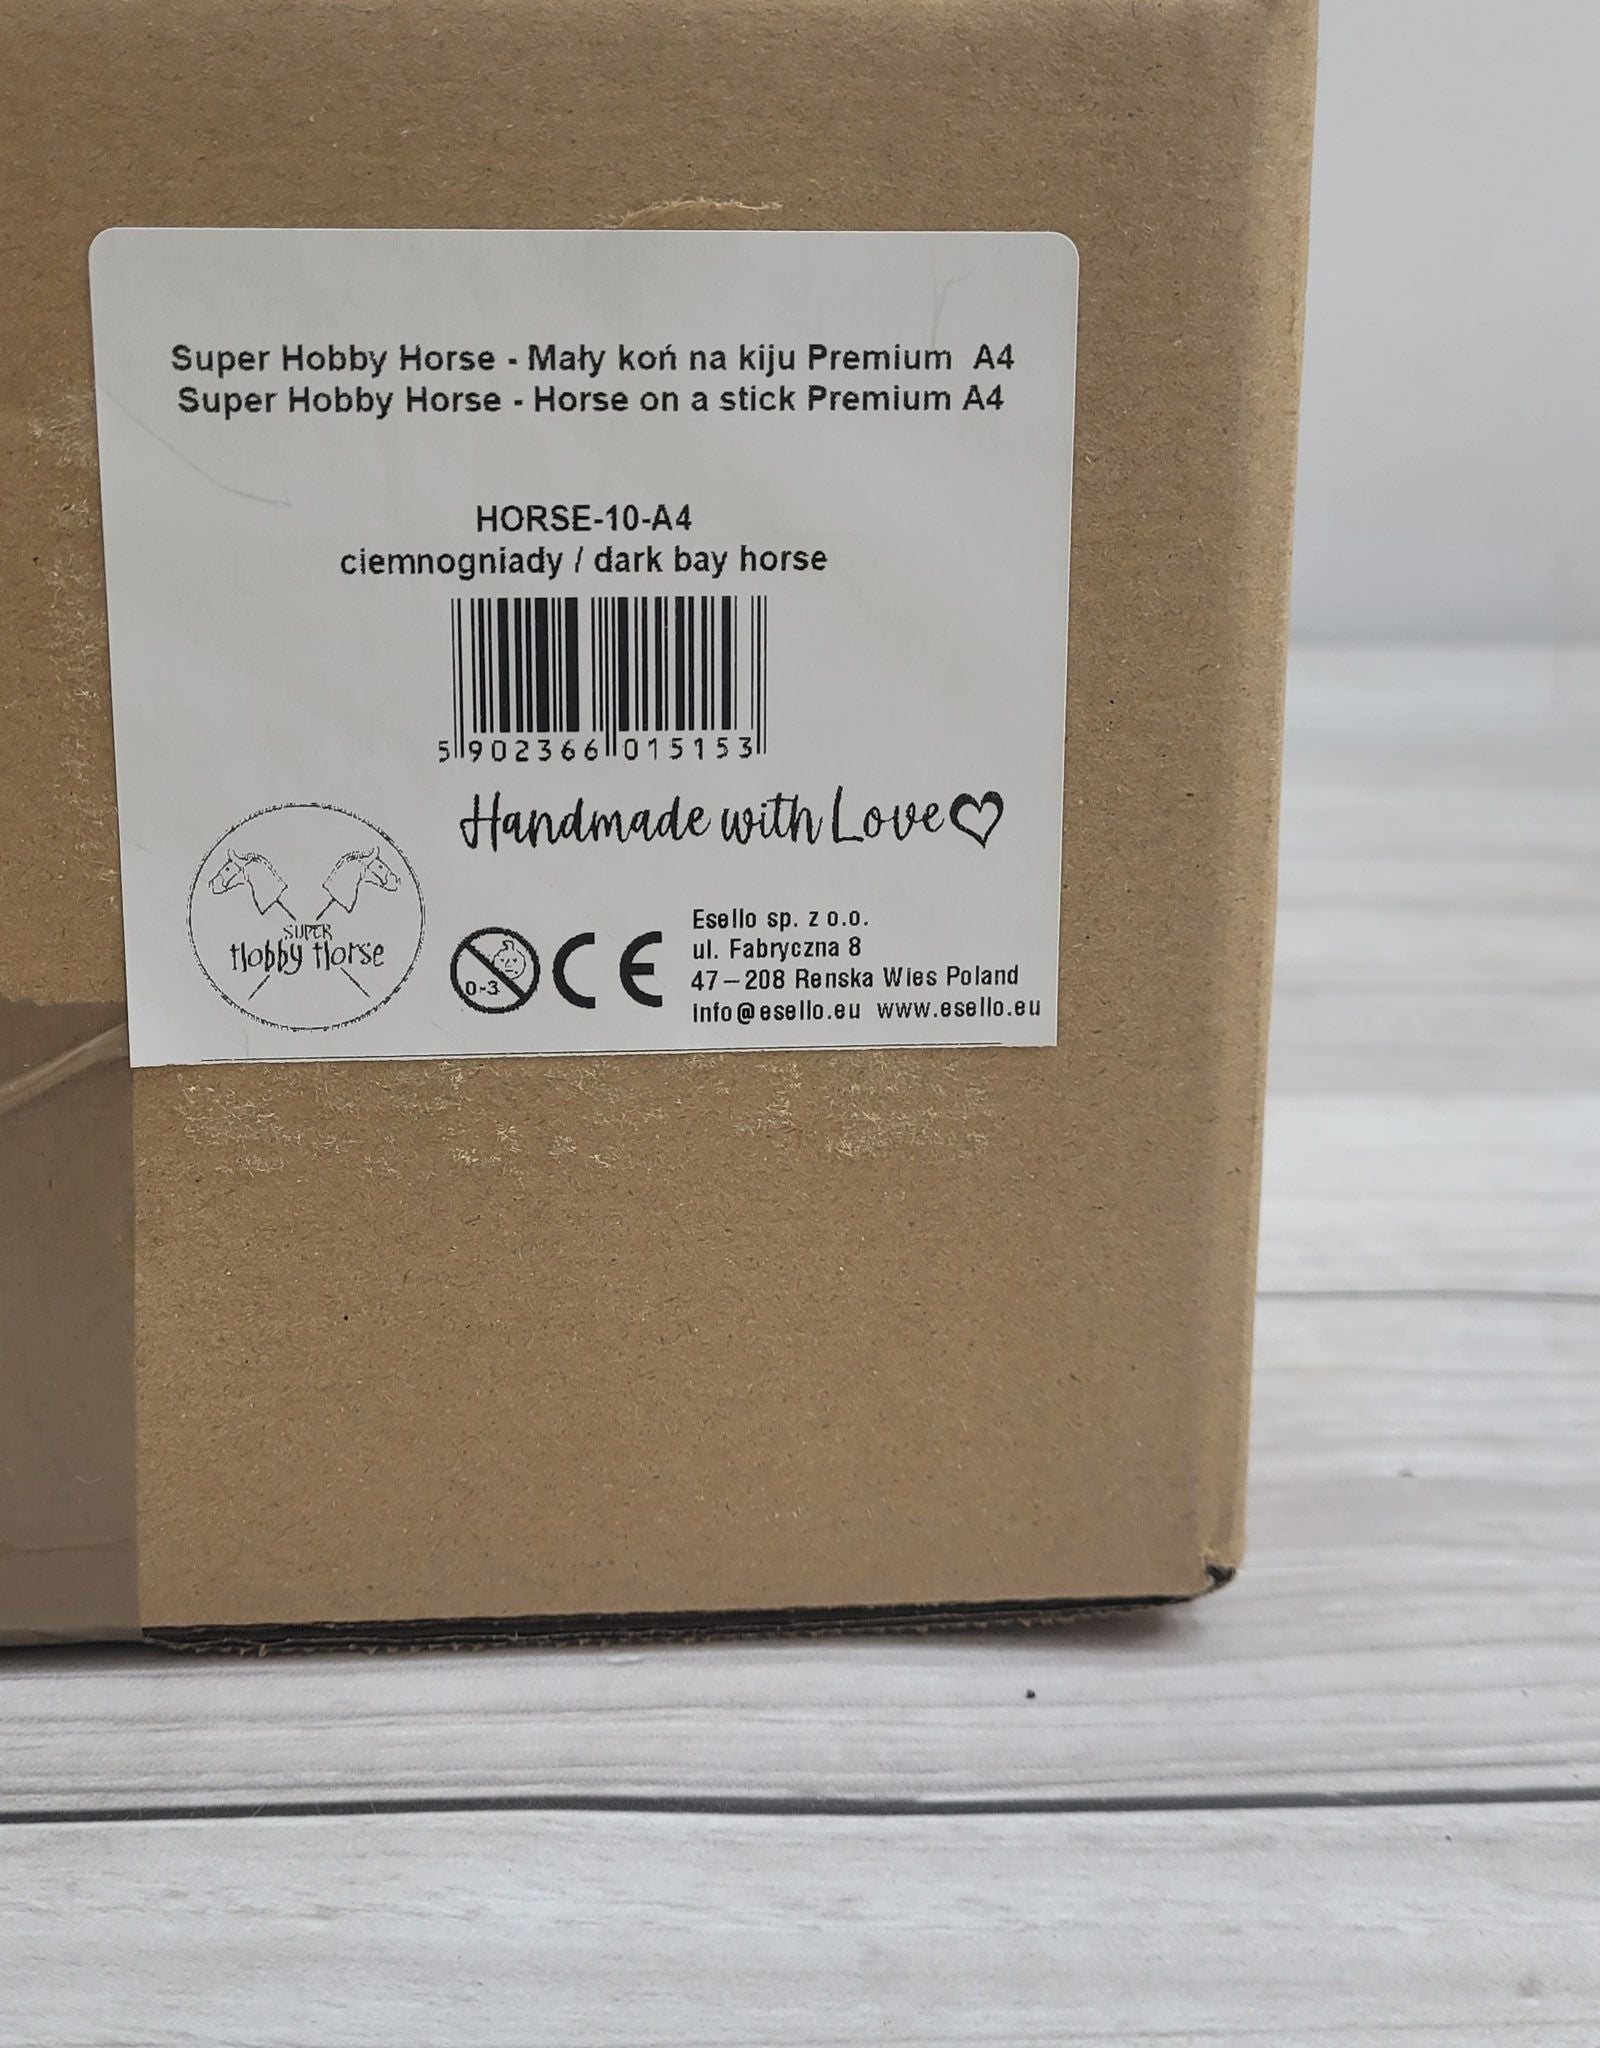 Super Hobby Horse - Mały koń na kiju Premium A4
Super Hobby Horse - Horse on a stick Premium A4
HORSE-10-A4
ciemnogniady / dark bay horse
5 902366 015153
Handmade with Love
SUPER
Hobby Horse
0-3
CE
Esello sp. z o.o.
ul. Fabryczna 8
47-208 Renska Wies Poland
info@esello.eu www.esello.eu